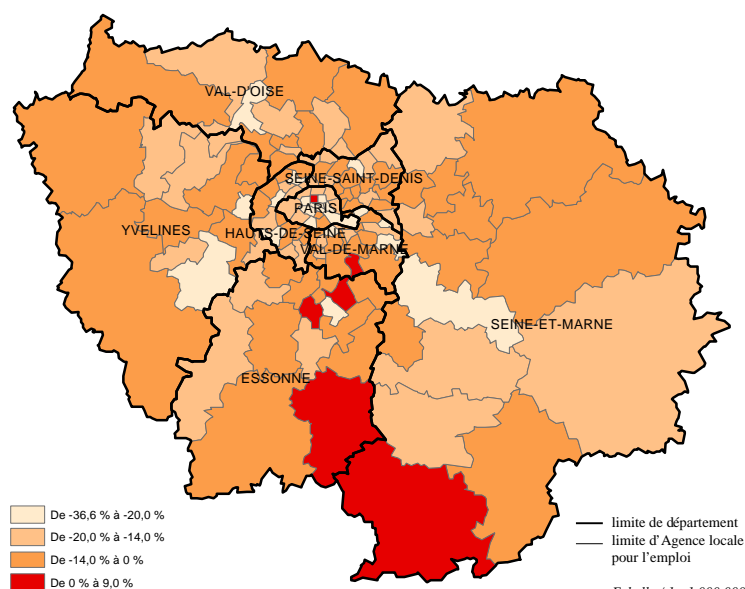 VAL-D'OISE
SEINE-SAINT-DENIS
PARIS
YVELINES
HAUTS-DE-SEINE
VAL-DE-MARNE
SEINE-ET-MARNE
ESSONNE
De -36,6 % à -20,0 %
De -20,0 % à -14,0 %
De -14,0 % à 0 %
De 0 % à 9,0 %
limite de département
limite d'Agence locale
pour l'emploi